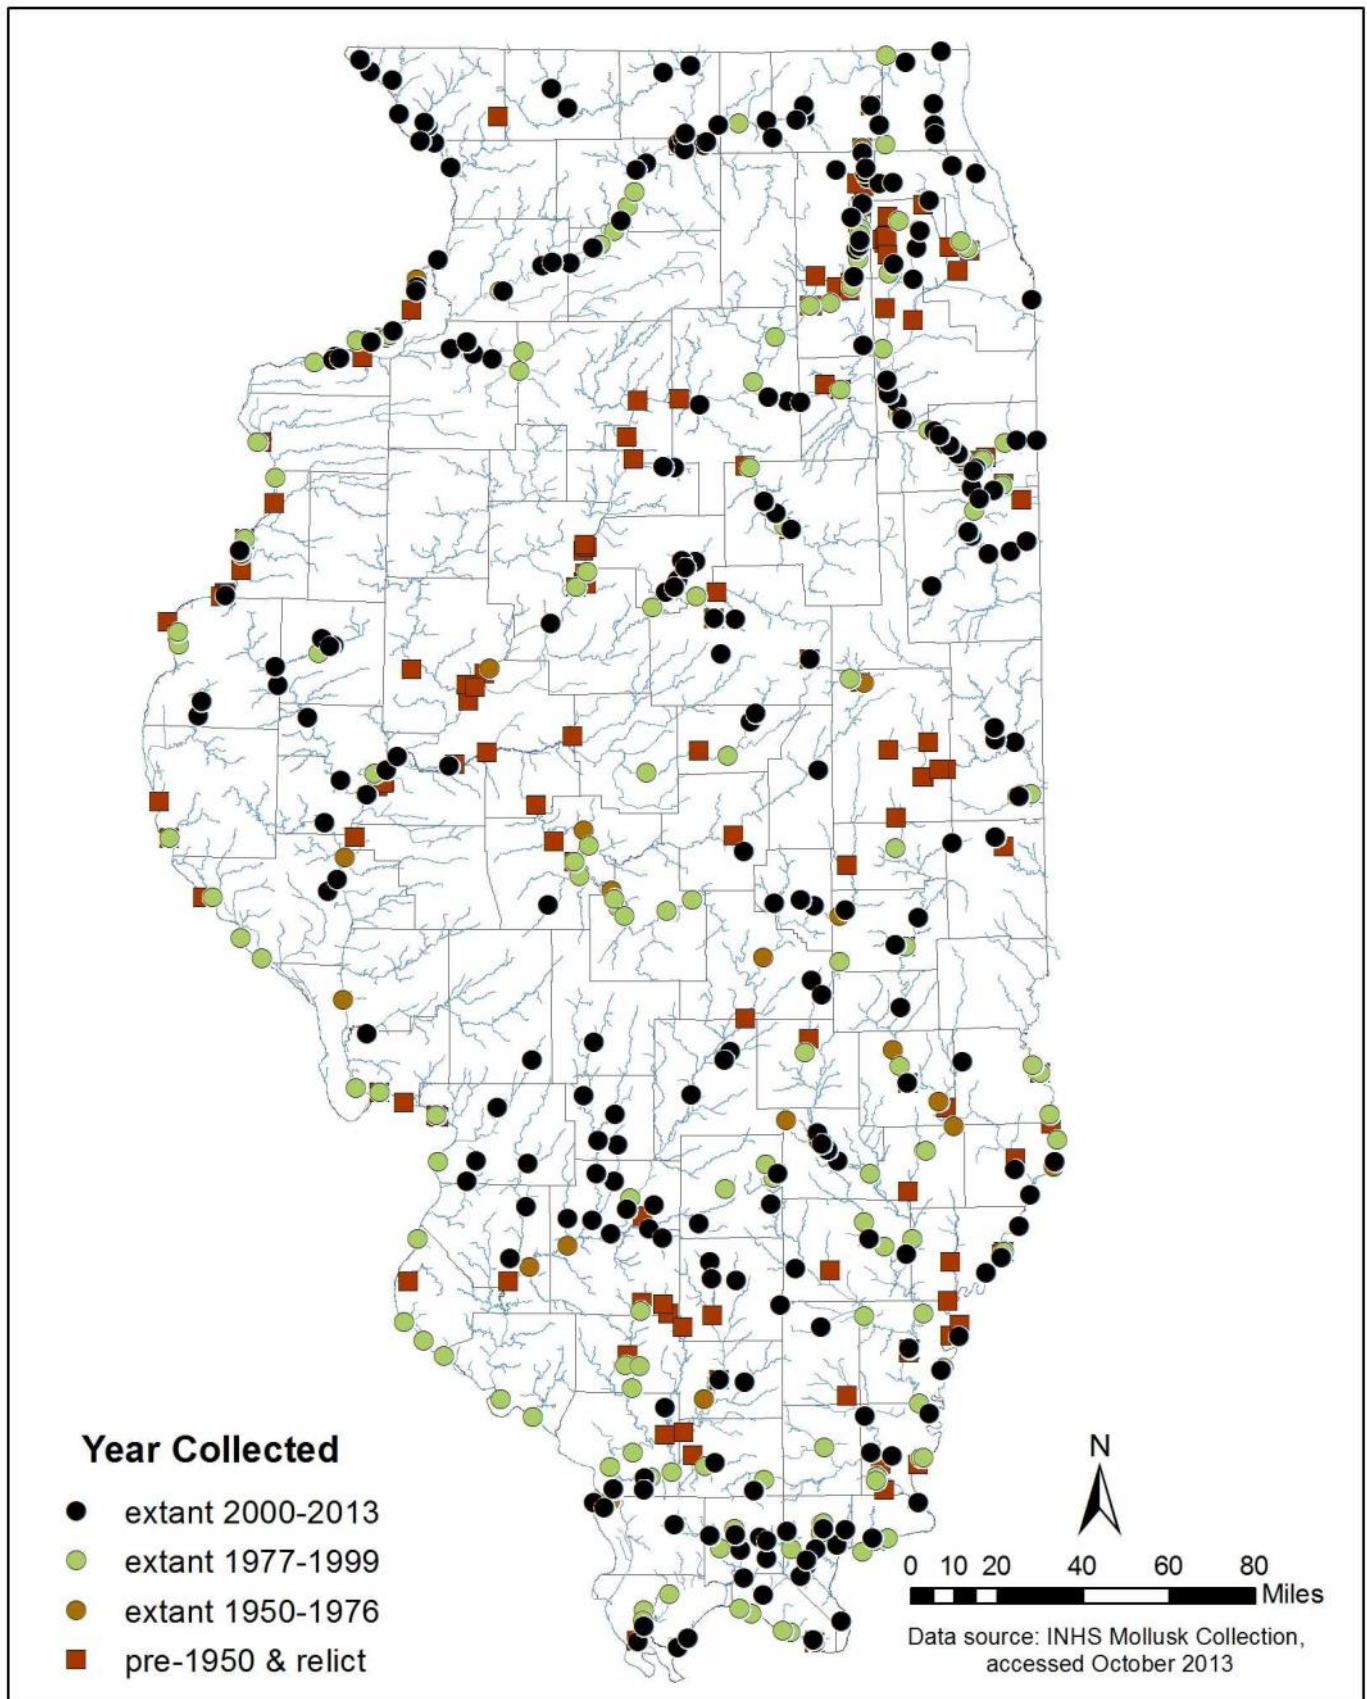 Year Collected
extant 2000-2013
extant 1977-1999
extant 1950-1976
pre-1950 & relict
N
0 10 20 40 60 80
Miles
Data source: INHS Mollusk Collection,
accessed October 2013